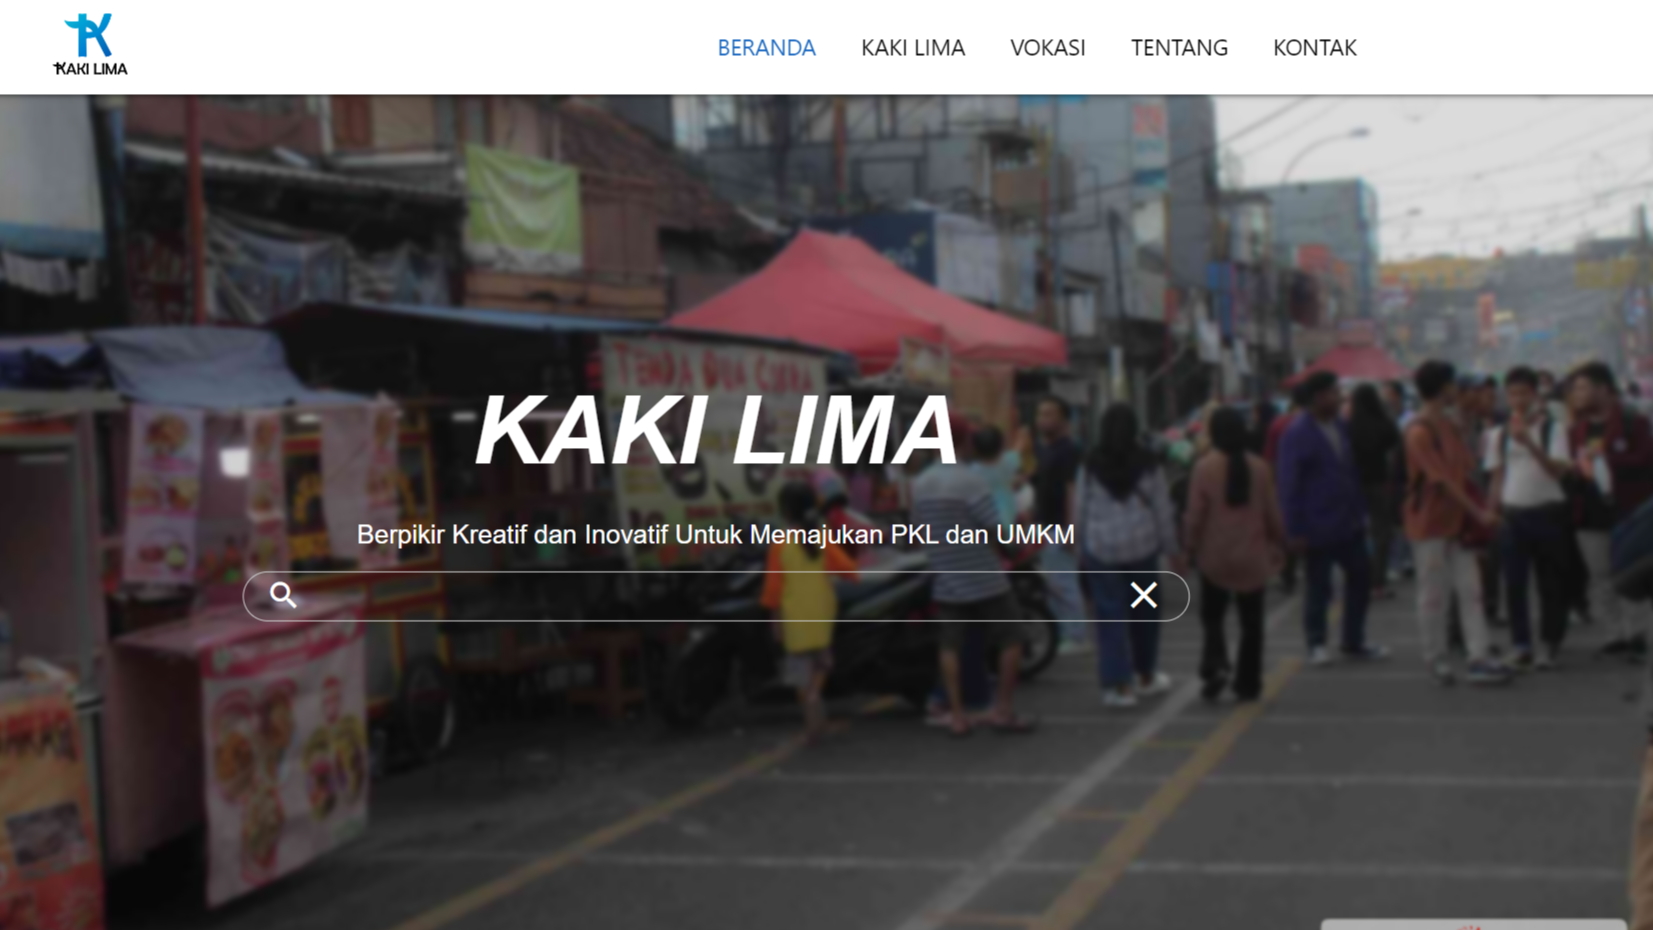 KAKI LIMA
BERANDA KAKI LIMA VOKASI TENTANG KONTAK
TENDA DUA CUBRA
KAKI LIMA
Berpikir Kreatif dan Inovatif Untuk Memajukan PKL dan UMKM